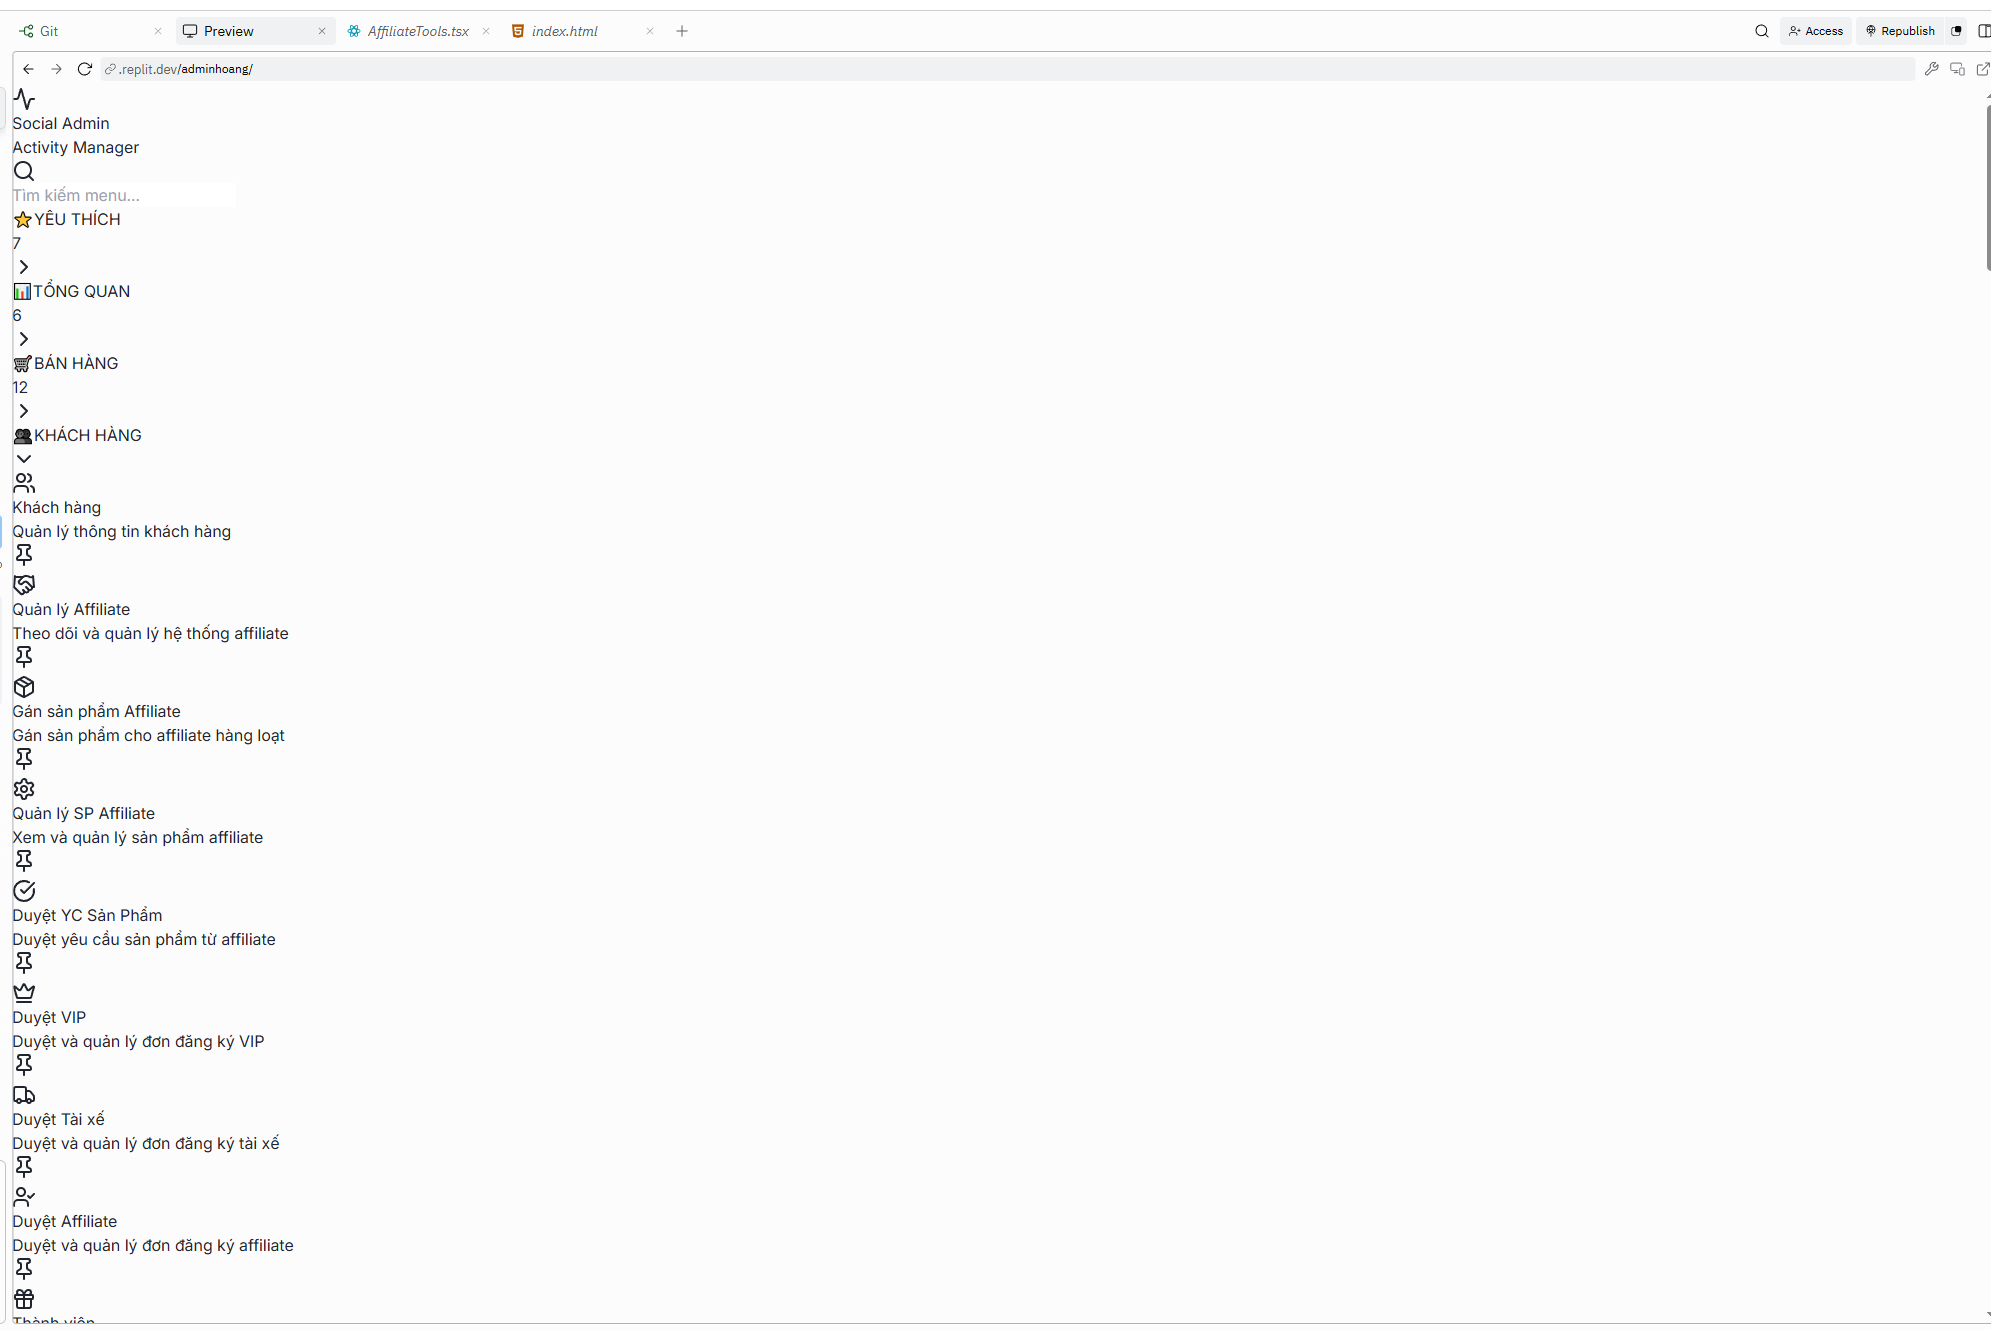 Git
Preview
AffiliateTools.tsx
index.html
Access
Republish
.replit.dev/adminhoang/
Social Admin
Activity Manager
Tìm kiếm menu...
YÊU THÍCH
7
TỔNG QUAN
6
BÁN HÀNG
12
KHÁCH HÀNG
Khách hàng
Quản lý thông tin khách hàng
Quản lý Affiliate
Theo dõi và quản lý hệ thống affiliate
Gán sản phẩm Affiliate
Gán sản phẩm cho affiliate hàng loạt
Quản lý SP Affiliate
Xem và quản lý sản phẩm affiliate
Duyệt YC Sản Phẩm
Duyệt yêu cầu sản phẩm từ affiliate
Duyệt VIP
Duyệt và quản lý đơn đăng ký VIP
Duyệt Tài xế
Duyệt và quản lý đơn đăng ký tài xế
Duyệt Affiliate
Duyệt và quản lý đơn đăng ký affiliate
Thành viên